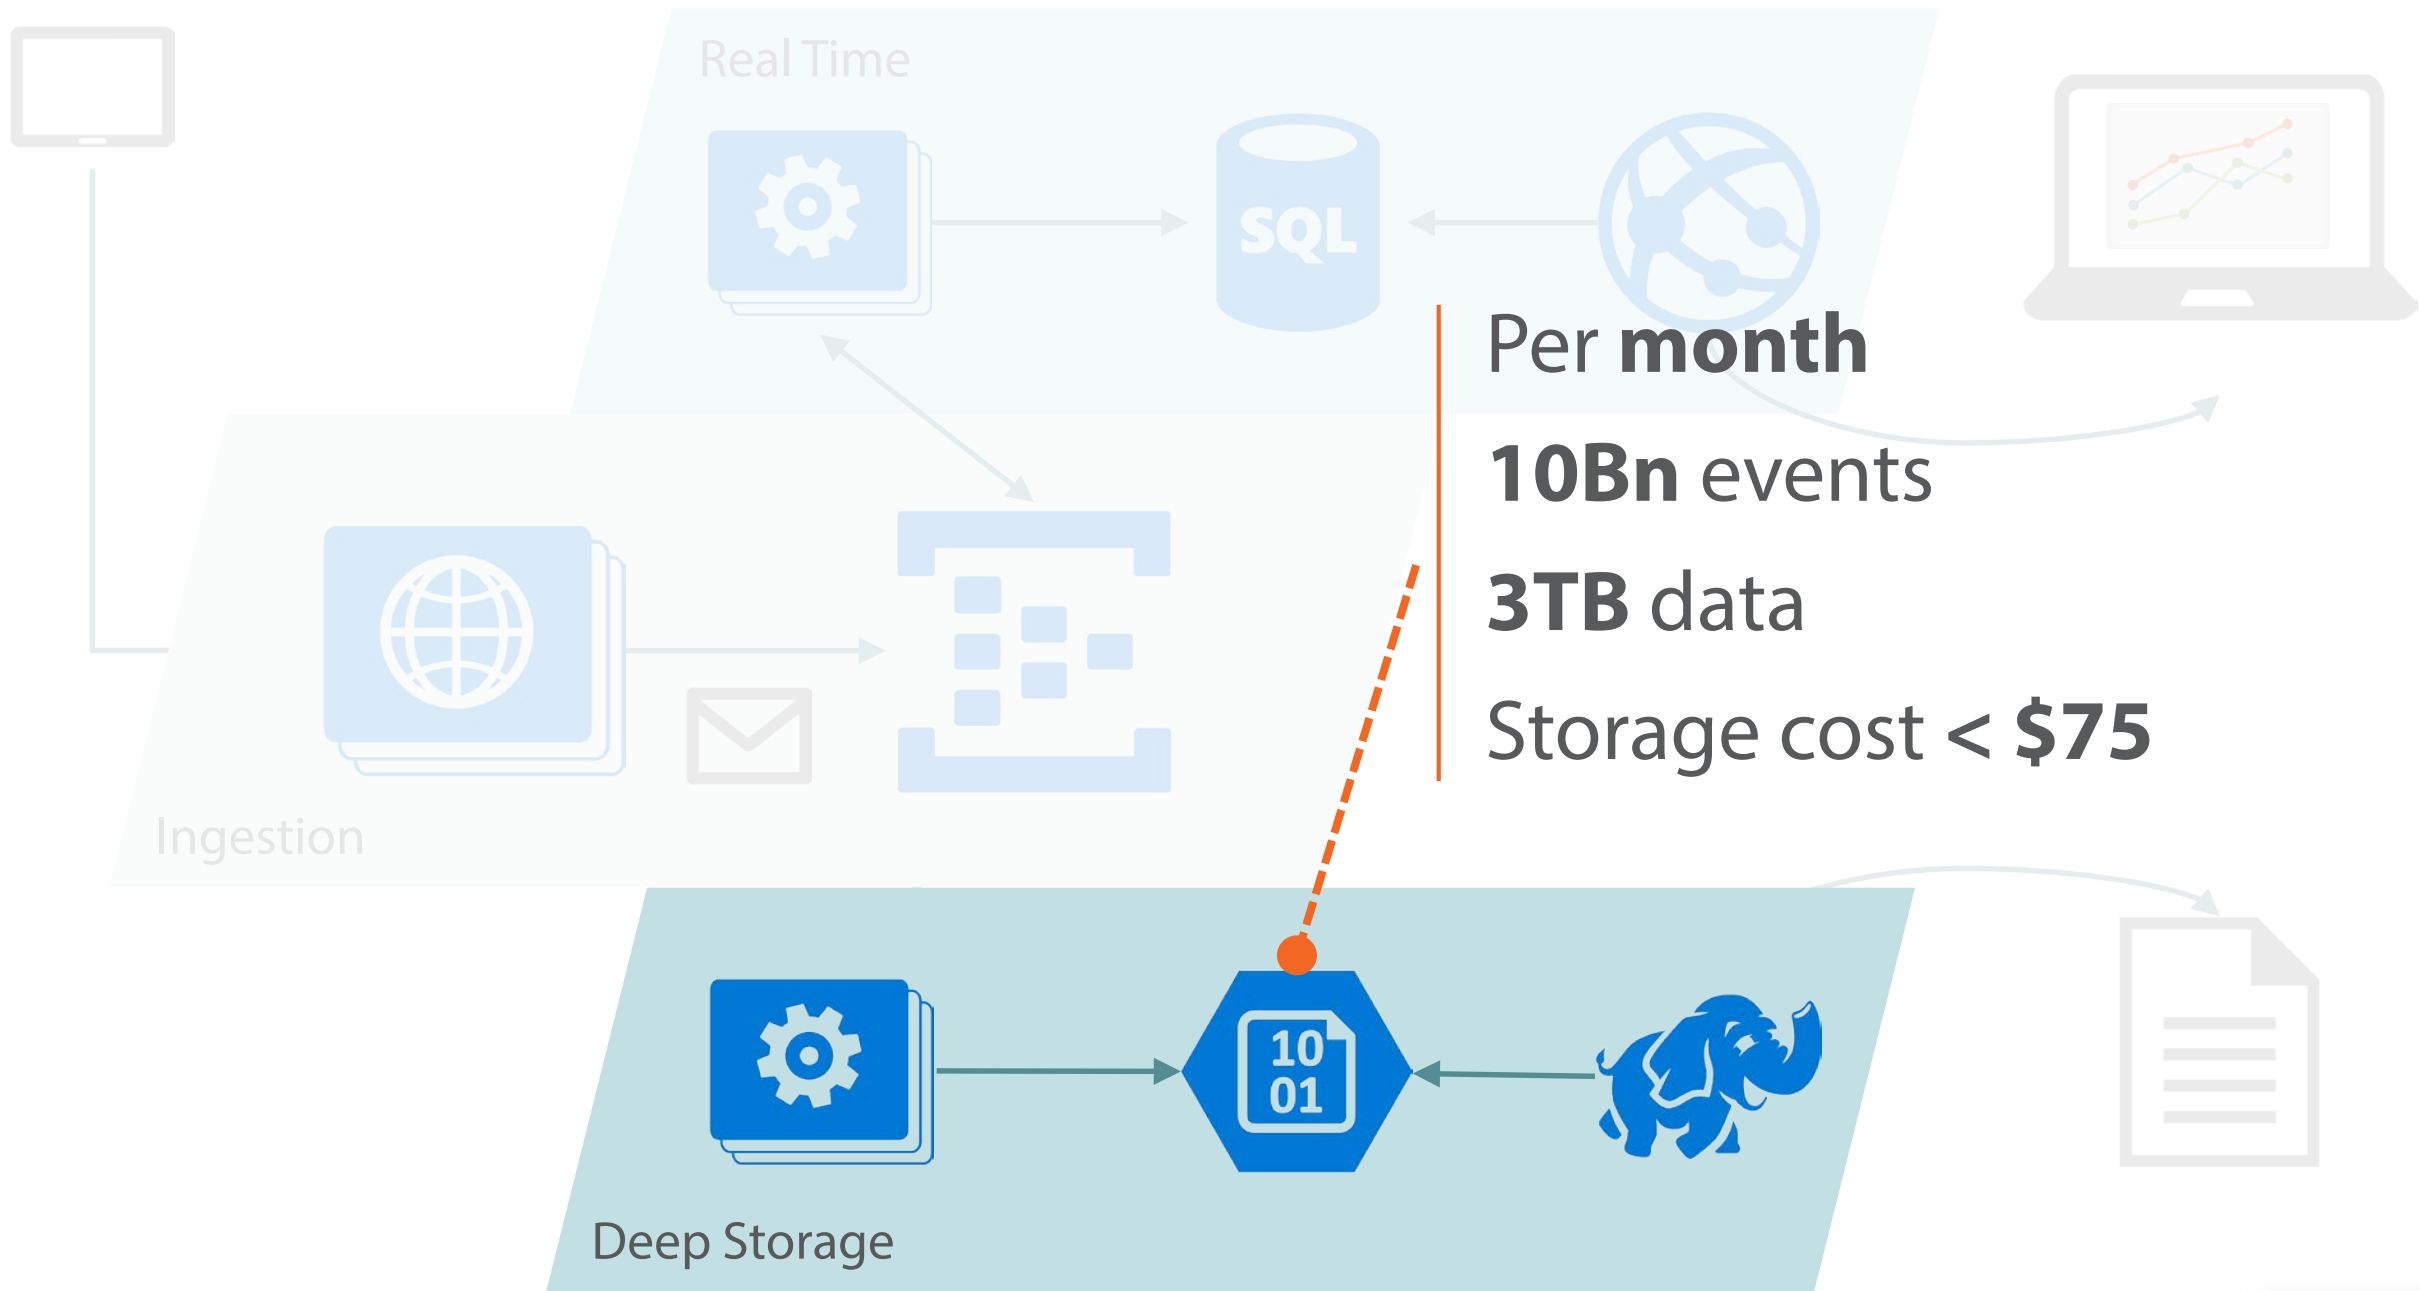 Real Time
SQL
Per month
10Bn events
3TB data
Storage cost < $75
Ingestion
10
01
Deep Storage